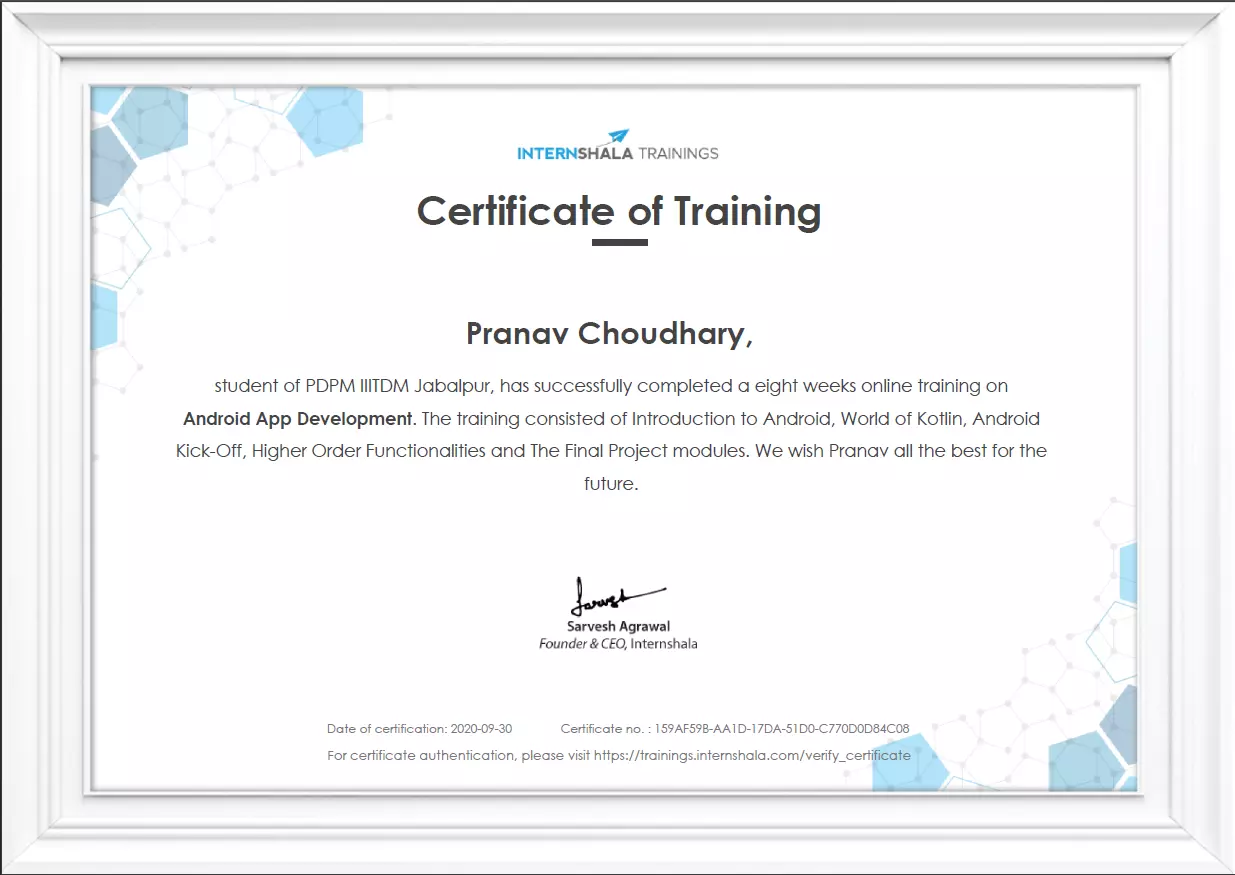 INTERNSHALA TRAININGS
Certificate of Training
Pranav Choudhary,
student of PDPM IIITDM Jabalpur, has successfully completed a eight weeks online training on
Android App Development. The training consisted of Introduction to Android, World of Kotlin, Android
Kick-Off, Higher Order Functionalities and The Final Project modules. We wish Pranav all the best for the
future.
Sarvesh
Sarvesh Agrawal
Founder & CEO, Internshala
Date of certification: 2020-09-30 Certificate no. : 159AF59B-AA1D-17DA-51D0-C770D0D84C08
For certificate authentication, please visit https://trainings.internshala.com/verify_certificate